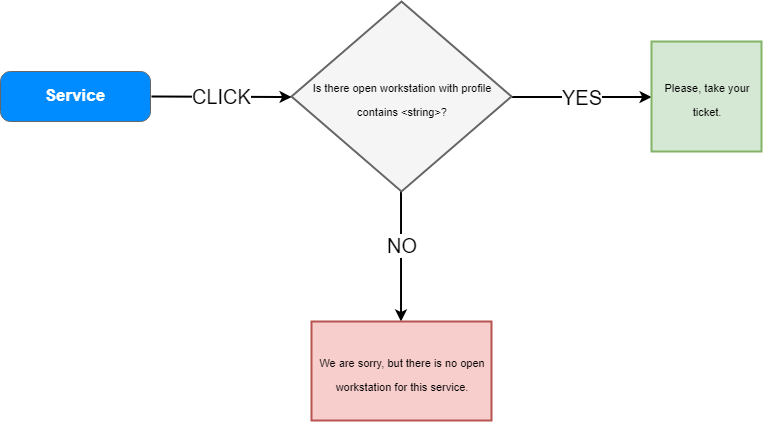 Service
CLICK
Is there open workstation with profile
contains <string>?
YES
Please, take your
ticket.
NO
We are sorry, but there is no open
workstation for this service.